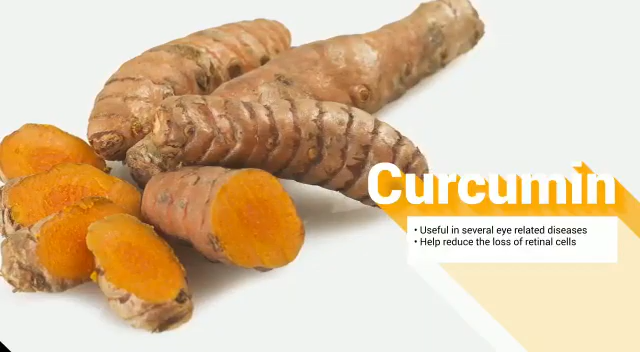 Curcumin
• Useful in several eye related diseases
• Help reduce the loss of retinal cells